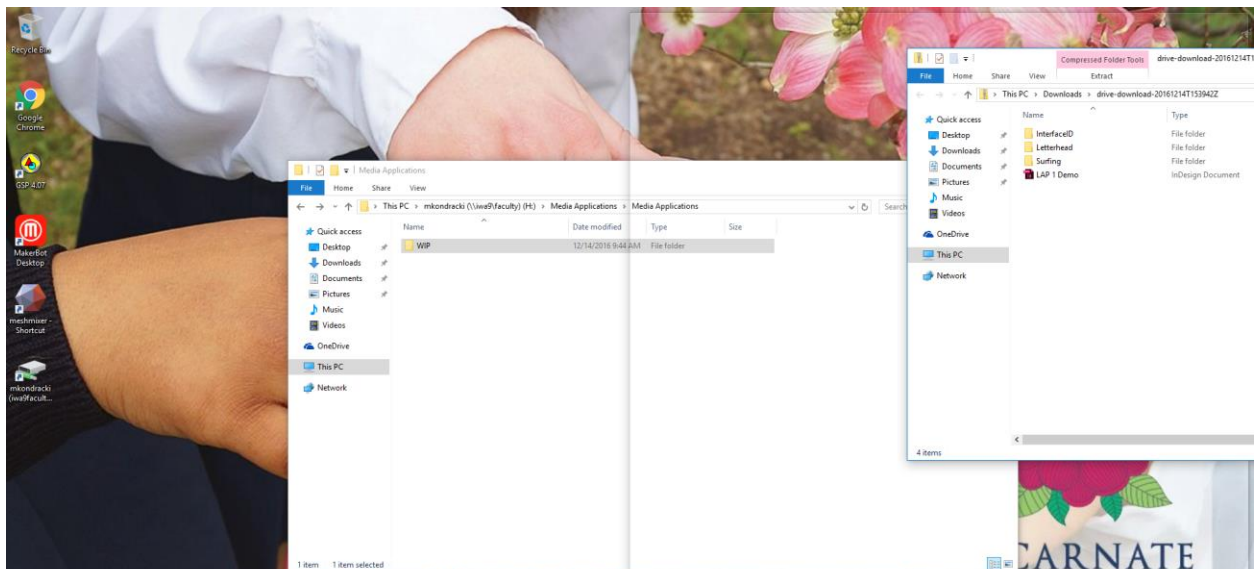 Recycle Bin
Google
Chrome
GSP 4.07
MakerBot
Desktop
meshmixer -
Shortcut
mkondracki
(iwa9facult...
Media Applications
File Home Share View
This PC > mkondracki (\\iwa9\faculty) (H:) > Media Applications > Media Applications
Search
Quick access
Desktop
Downloads
Documents
Pictures
Music
Videos
OneDrive
This PC
Network
Name Date modified Type Size
WIP 12/14/2016 9:44 AM File folder
1 item 1 item selected
Compressed Folder Tools drive-download-20161214T1
File Home Share View Extract
This PC > Downloads > drive-download-20161214T153942Z
Quick access
Desktop
Downloads
Documents
Pictures
Music
Videos
OneDrive
This PC
Network
Name Type
InterfaceID File folder
Letterhead File folder
Surfing File folder
LAP 1 Demo InDesign Document
4 items
CARNATE